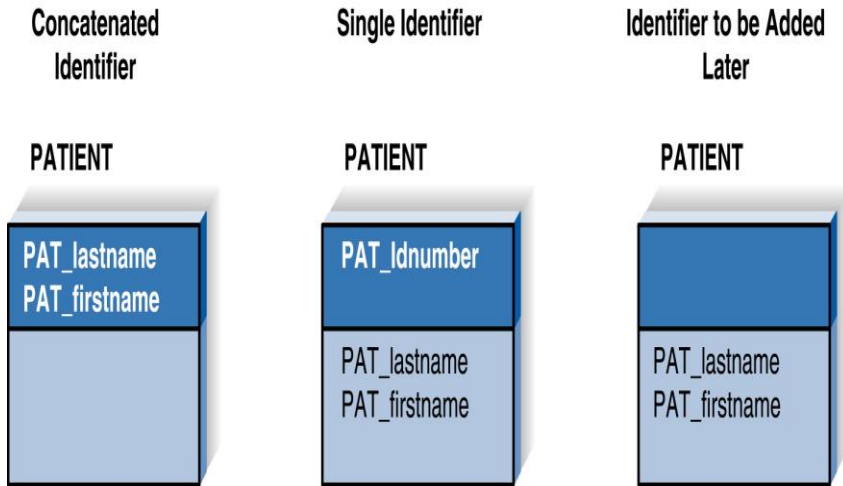 Concatenated
Identifier
Single Identifier
Identifier to be Added
Later
PATIENT
PAT_lastname
PAT_firstname
PATIENT
PAT_Idnumber
PAT_lastname
PAT_firstname
PATIENT
PAT_lastname
PAT_firstname